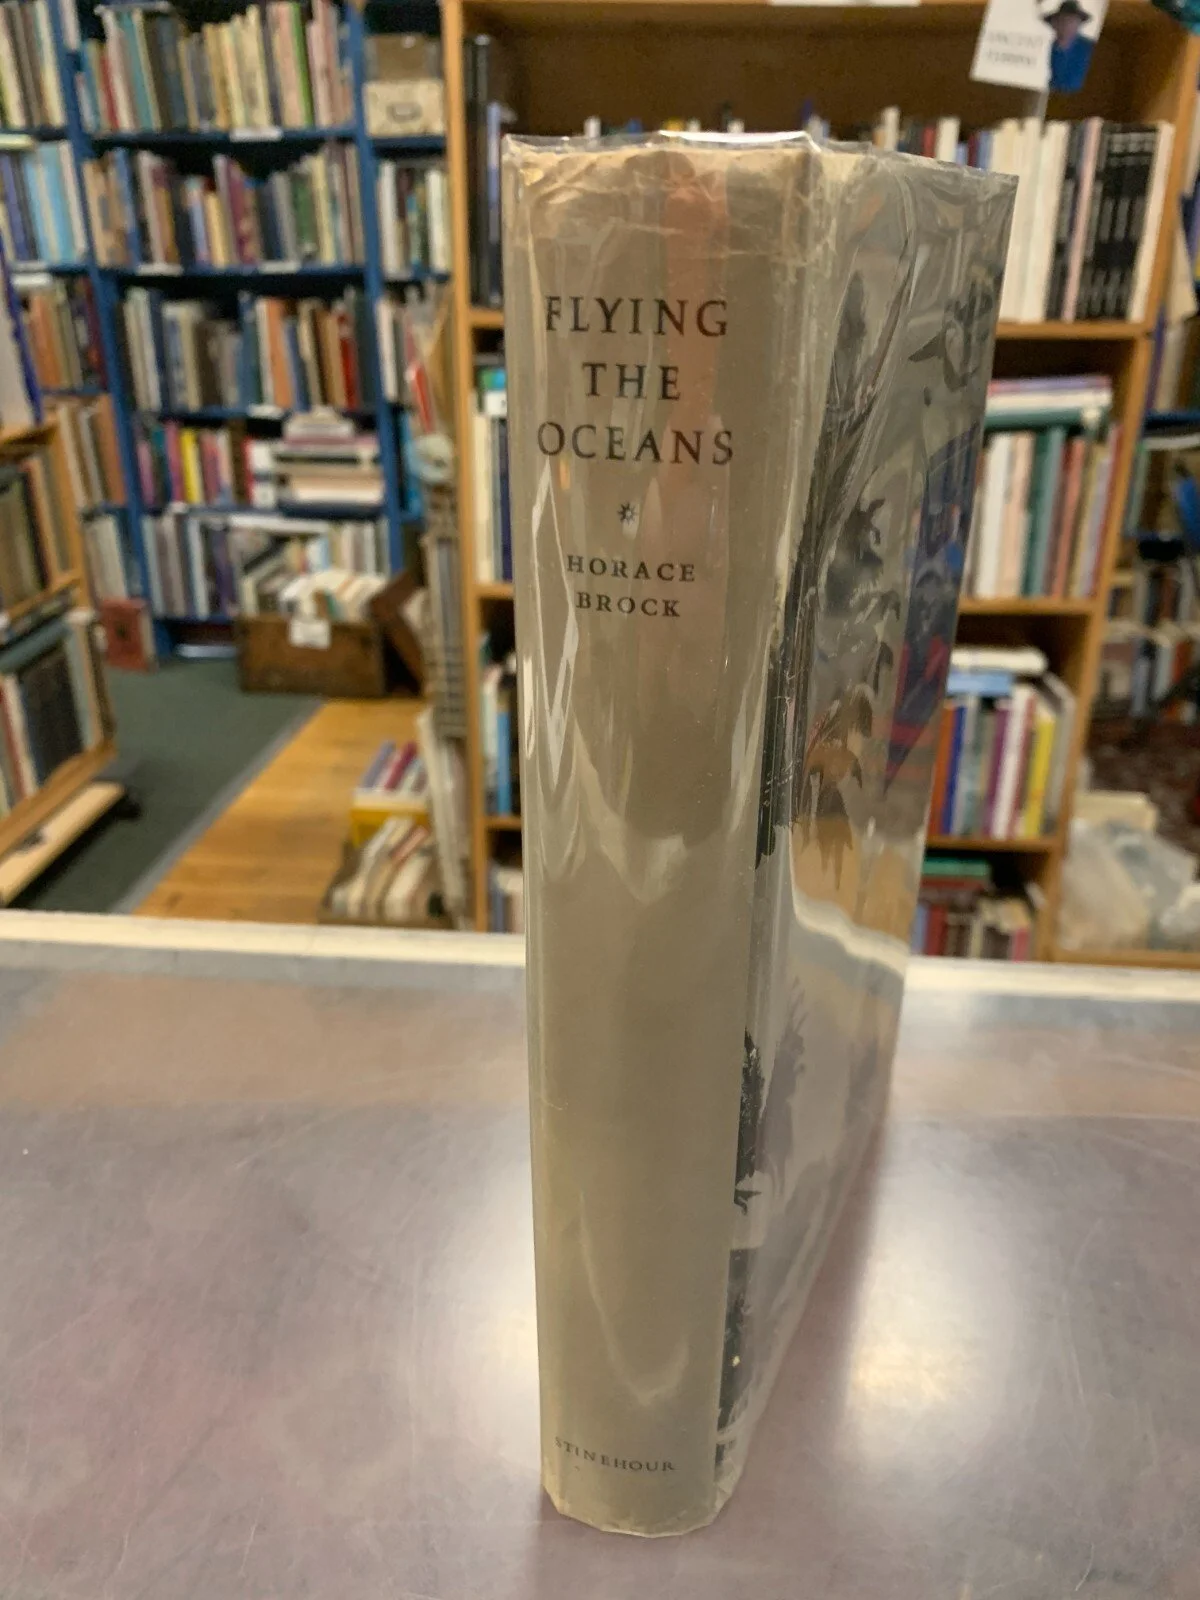 FLYING
THE
OCEANS
HORACE
BROCK
STINEHOUR